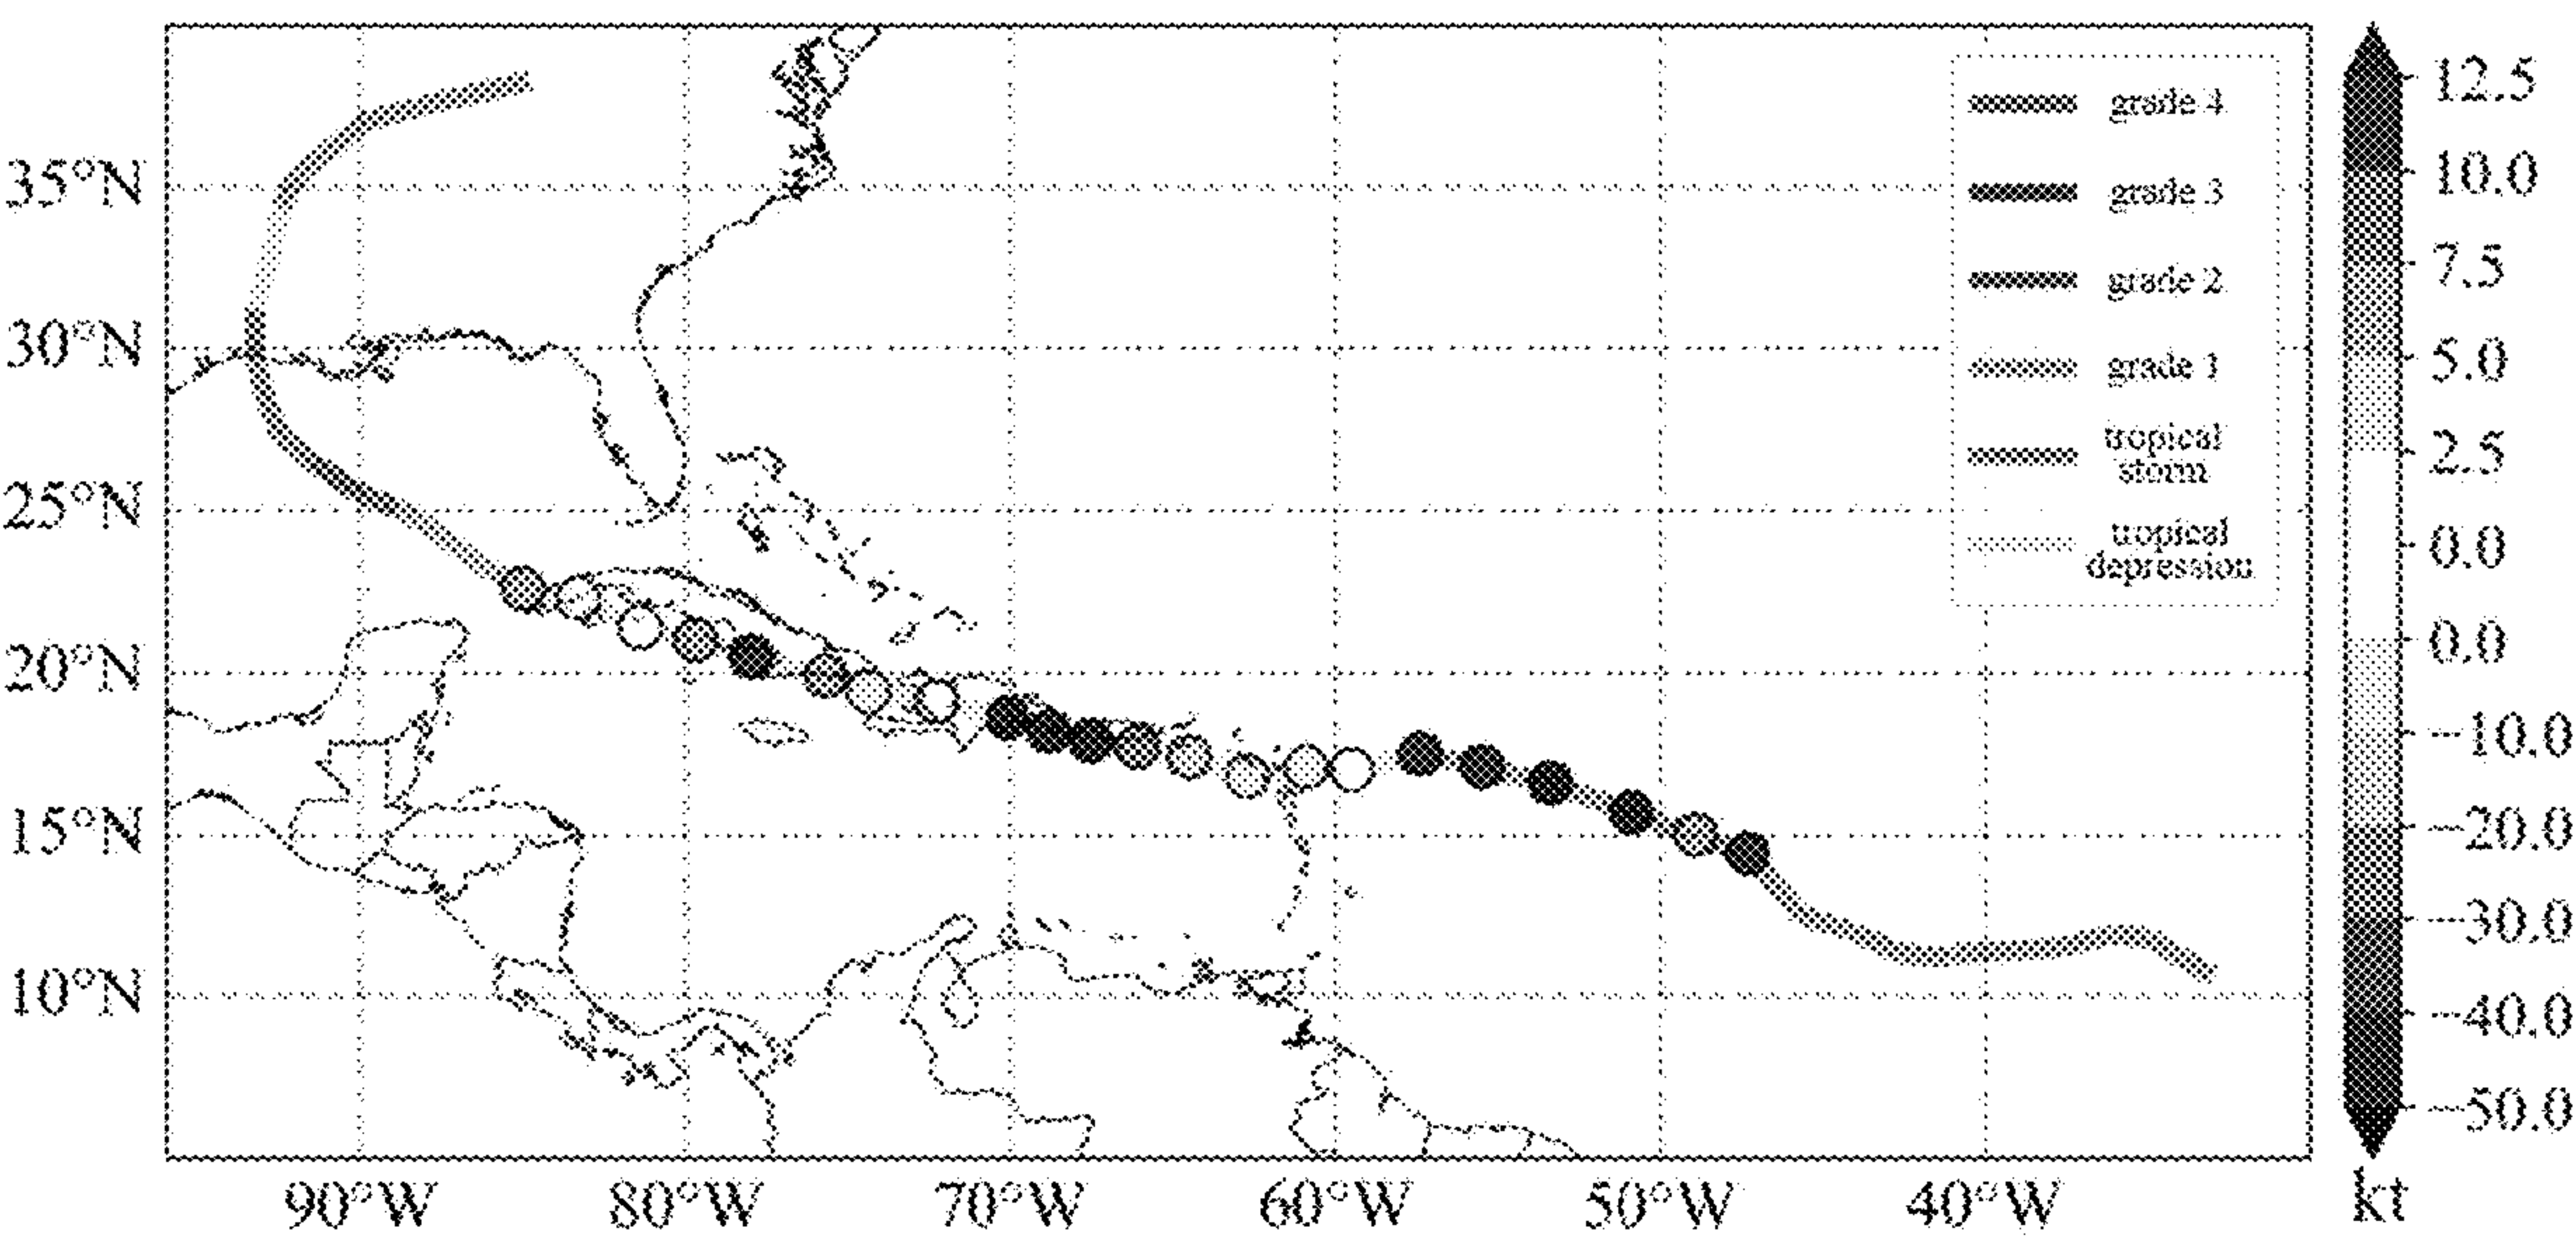 35°N
30°N
25°N
20°N
15°N
10°N
90°W
80°W
70°W
60°W
50°W
40°W
grade 4
grade 3
grade 2
grade 1
tropical
storm
tropical
depression
12.5
10.0
7.5
5.0
2.5
0.0
0.0
−10.0
−20.0
−30.0
−40.0
−50.0
kt